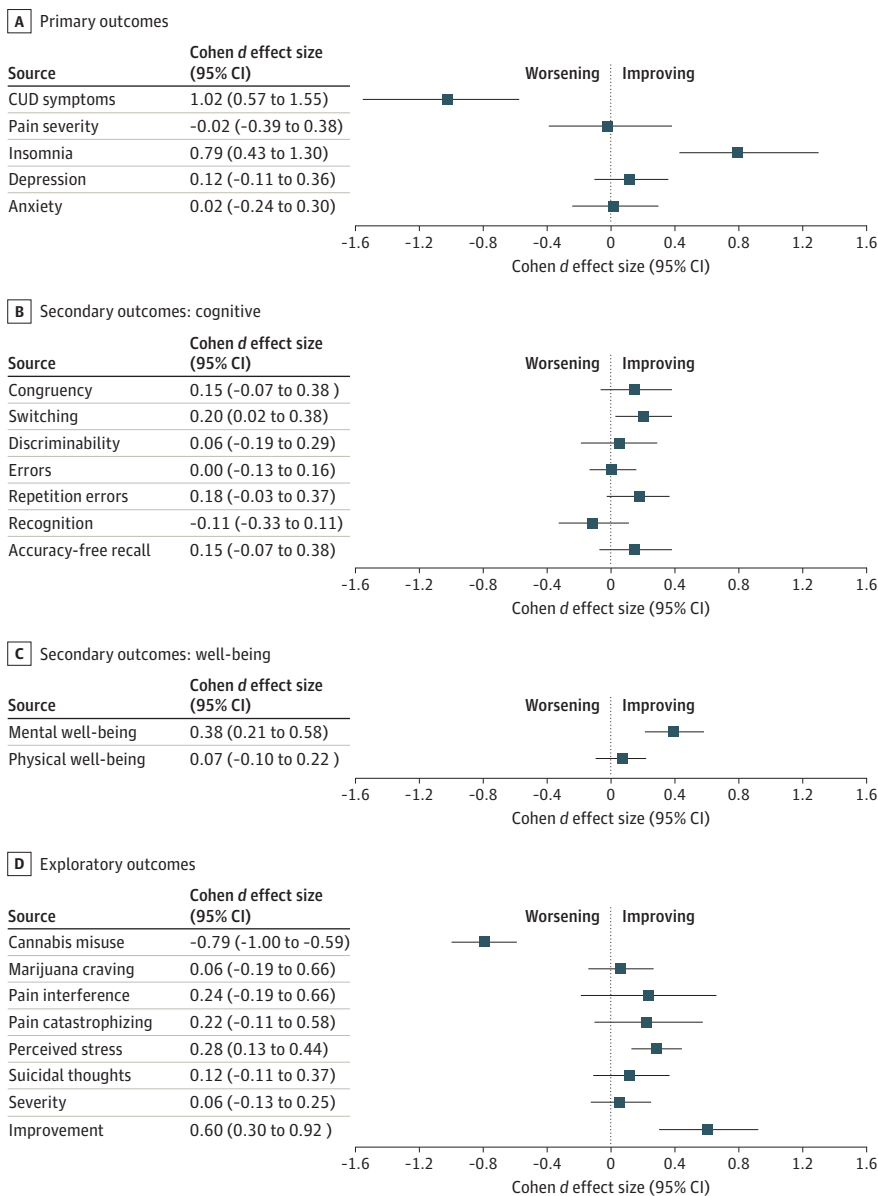 A Primary outcomes
Cohen d effect size
Source (95% CI) Worsening Improving
CUD symptoms 1.02 (0.57 to 1.55)
Pain severity -0.02 (-0.39 to 0.38)
Insomnia 0.79 (0.43 to 1.30)
Depression 0.12 (-0.11 to 0.36)
Anxiety 0.02 (-0.24 to 0.30)
-1.6 -1.2 -0.8 -0.4 0 0.4 0.8 1.2 1.6
Cohen d effect size (95% CI)
B Secondary outcomes: cognitive
Cohen d effect size
Source (95% CI) Worsening Improving
Congruency 0.15 (-0.07 to 0.38 )
Switching 0.20 (0.02 to 0.38)
Discriminability 0.06 (-0.19 to 0.29)
Errors 0.00 (-0.13 to 0.16)
Repetition errors 0.18 (-0.03 to 0.37)
Recognition -0.11 (-0.33 to 0.11)
Accuracy-free recall 0.15 (-0.07 to 0.38)
-1.6 -1.2 -0.8 -0.4 0 0.4 0.8 1.2 1.6
Cohen d effect size (95% CI)
C Secondary outcomes: well-being
Cohen d effect size
Source (95% CI) Worsening Improving
Mental well-being 0.38 (0.21 to 0.58)
Physical well-being 0.07 (-0.10 to 0.22 )
-1.6 -1.2 -0.8 -0.4 0 0.4 0.8 1.2 1.6
Cohen d effect size (95% CI)
D Exploratory outcomes
Cohen d effect size
Source (95% CI) Worsening Improving
Cannabis misuse -0.79 (-1.00 to -0.59)
Marijuana craving 0.06 (-0.19 to 0.66)
Pain interference 0.24 (-0.19 to 0.66)
Pain catastrophizing 0.22 (-0.11 to 0.58)
Perceived stress 0.28 (0.13 to 0.44)
Suicidal thoughts 0.12 (-0.11 to 0.37)
Severity 0.06 (-0.13 to 0.25)
Improvement 0.60 (0.30 to 0.92 )
-1.6 -1.2 -0.8 -0.4 0 0.4 0.8 1.2 1.6
Cohen d effect size (95% CI)